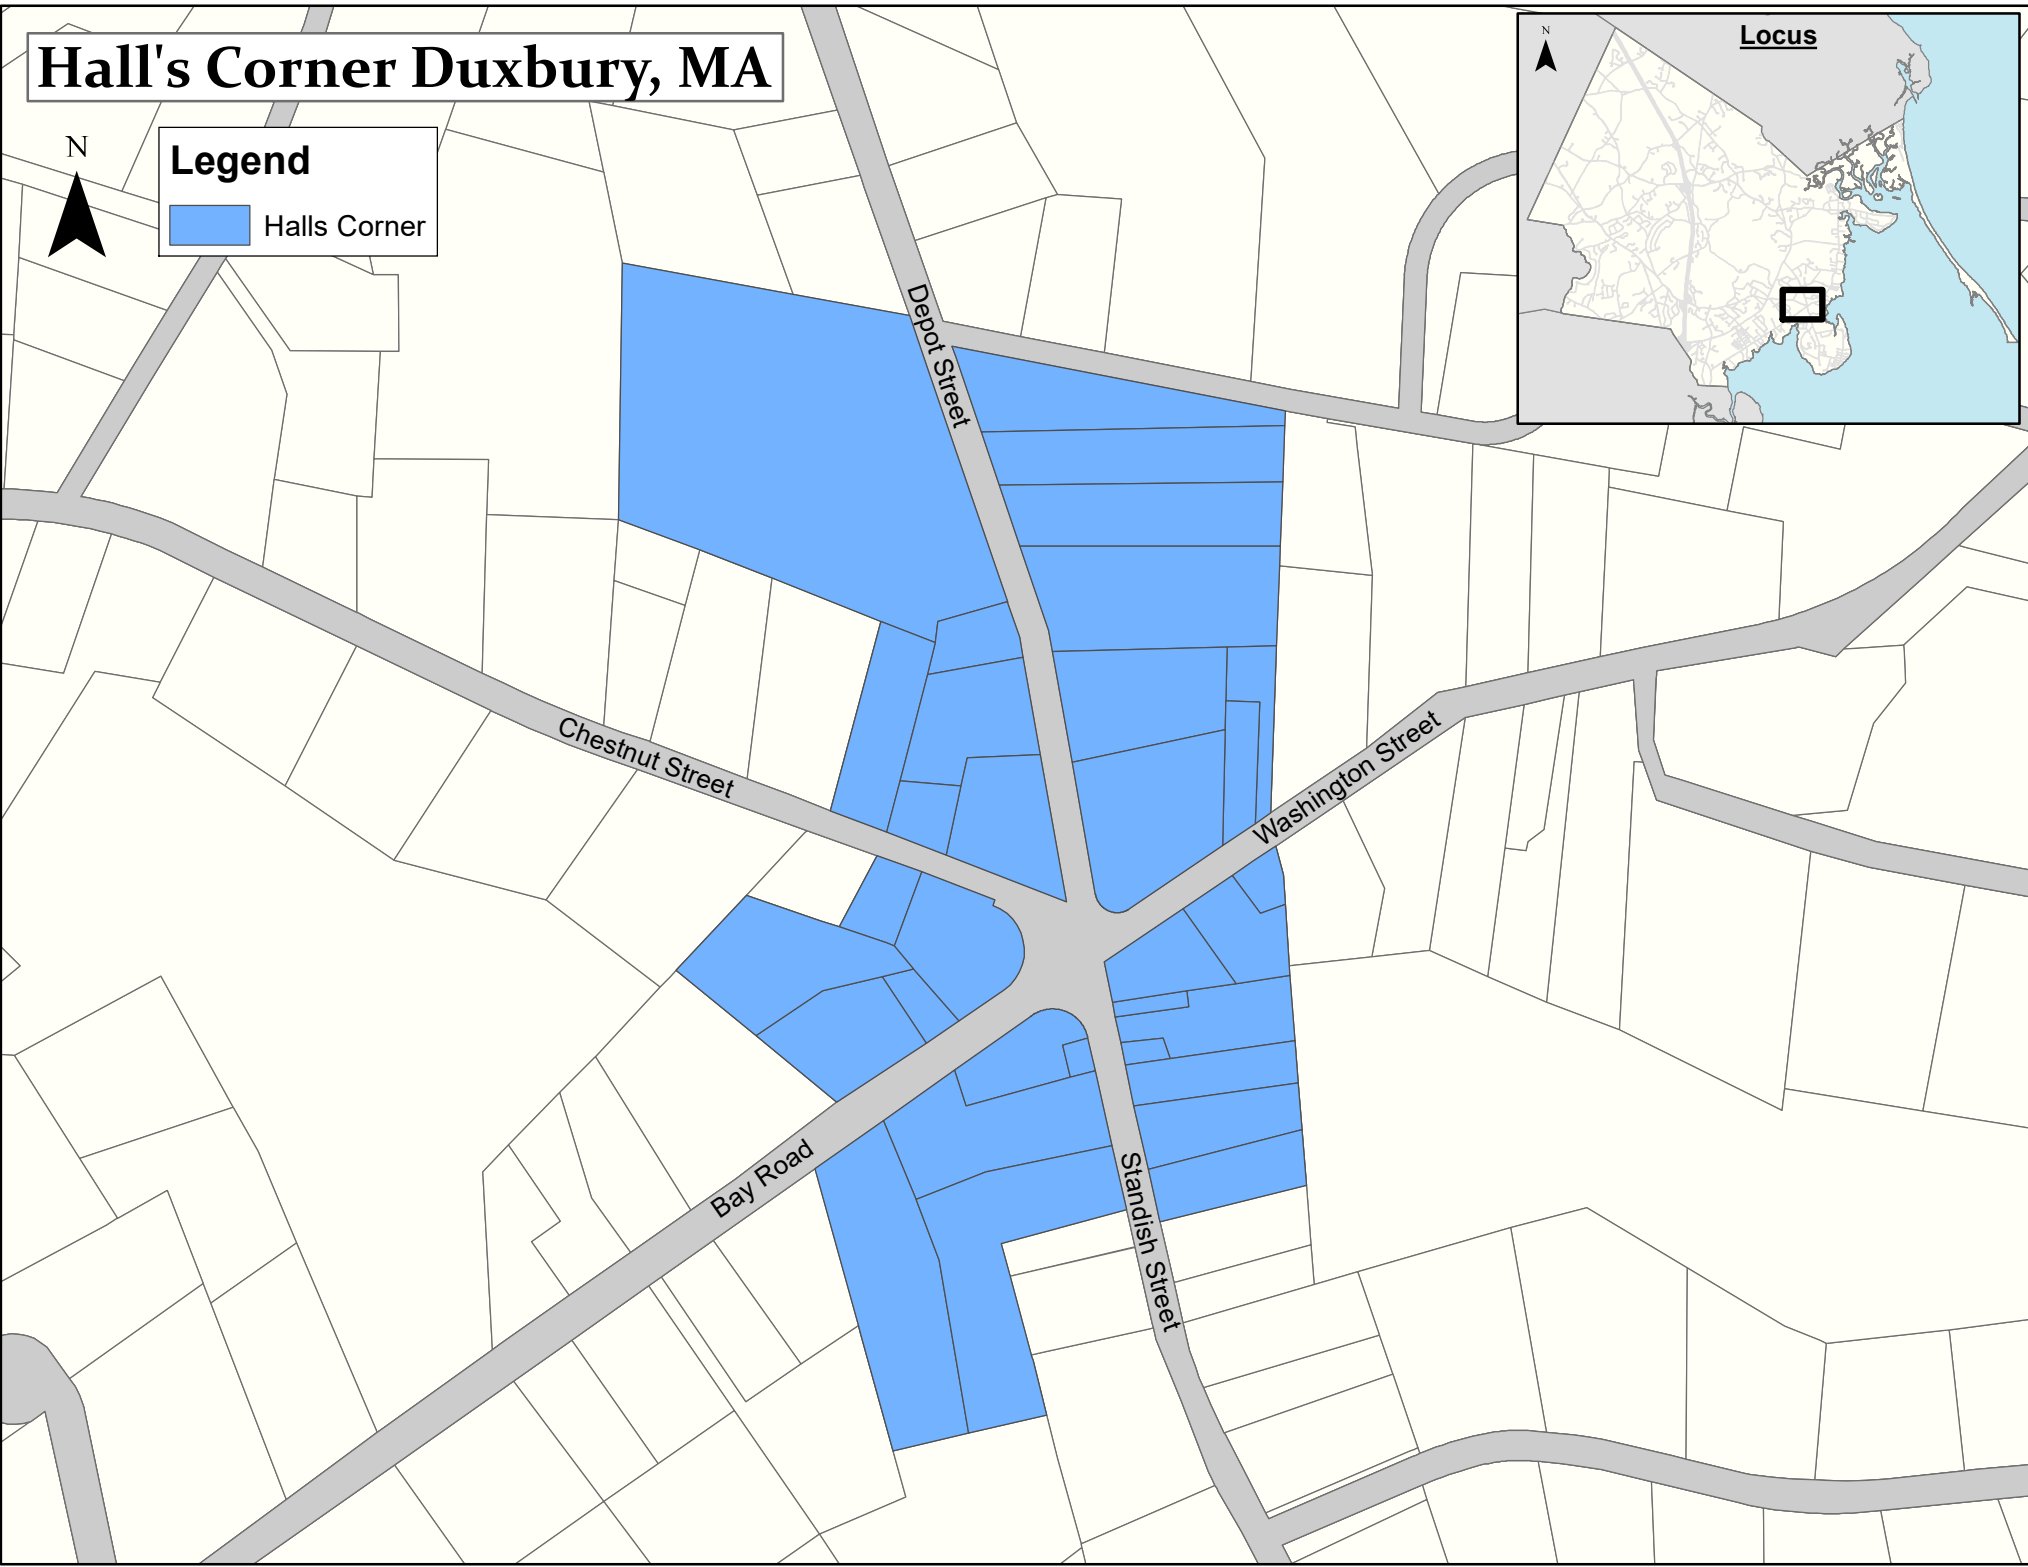 Hall's Corner Duxbury, MA
Locus
N
N
Legend
Halls Corner
Depot Street
Chestnut Street
Washington Street
Bay Road
Standish Street